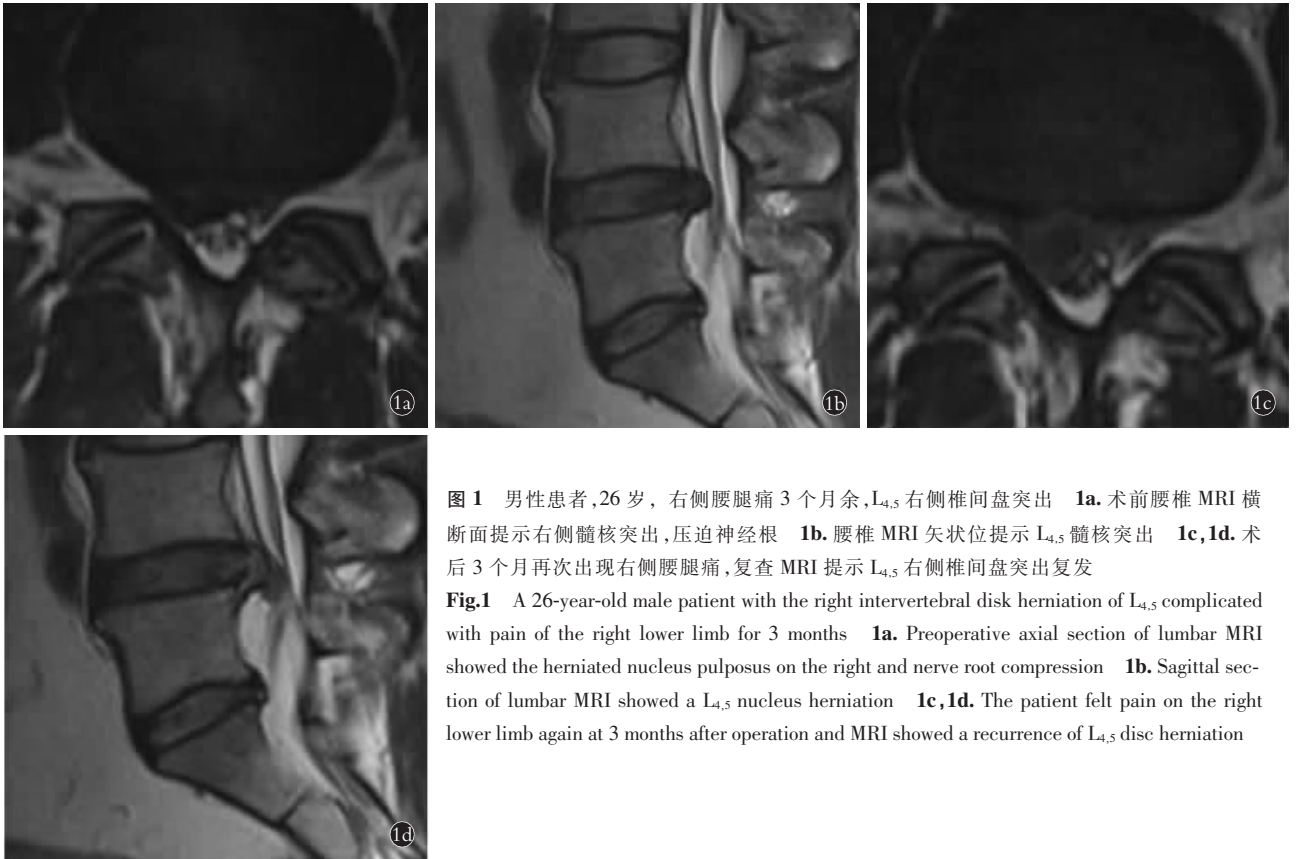 1a
1b
1c
1d
图 1 男性患者,26 岁, 右侧腰腿痛 3 个月余,L4,5 右侧椎间盘突出 1a. 术前腰椎 MRI 横
断面提示右侧髓核突出,压迫神经根 1b. 腰椎 MRI 矢状位提示 L4,5 髓核突出 1c,1d. 术
后 3 个月再次出现右侧腰腿痛,复查 MRI 提示 L4,5 右侧椎间盘突出复发
Fig.1 A 26-year-old male patient with the right intervertebral disk herniation of L4,5 complicated
with pain of the right lower limb for 3 months 1a. Preoperative axial section of lumbar MRI
showed the herniated nucleus pulposus on the right and nerve root compression 1b. Sagittal sec-
tion of lumbar MRI showed a L4,5 nucleus herniation 1c,1d. The patient felt pain on the right
lower limb again at 3 months after operation and MRI showed a recurrence of L4,5 disc herniation